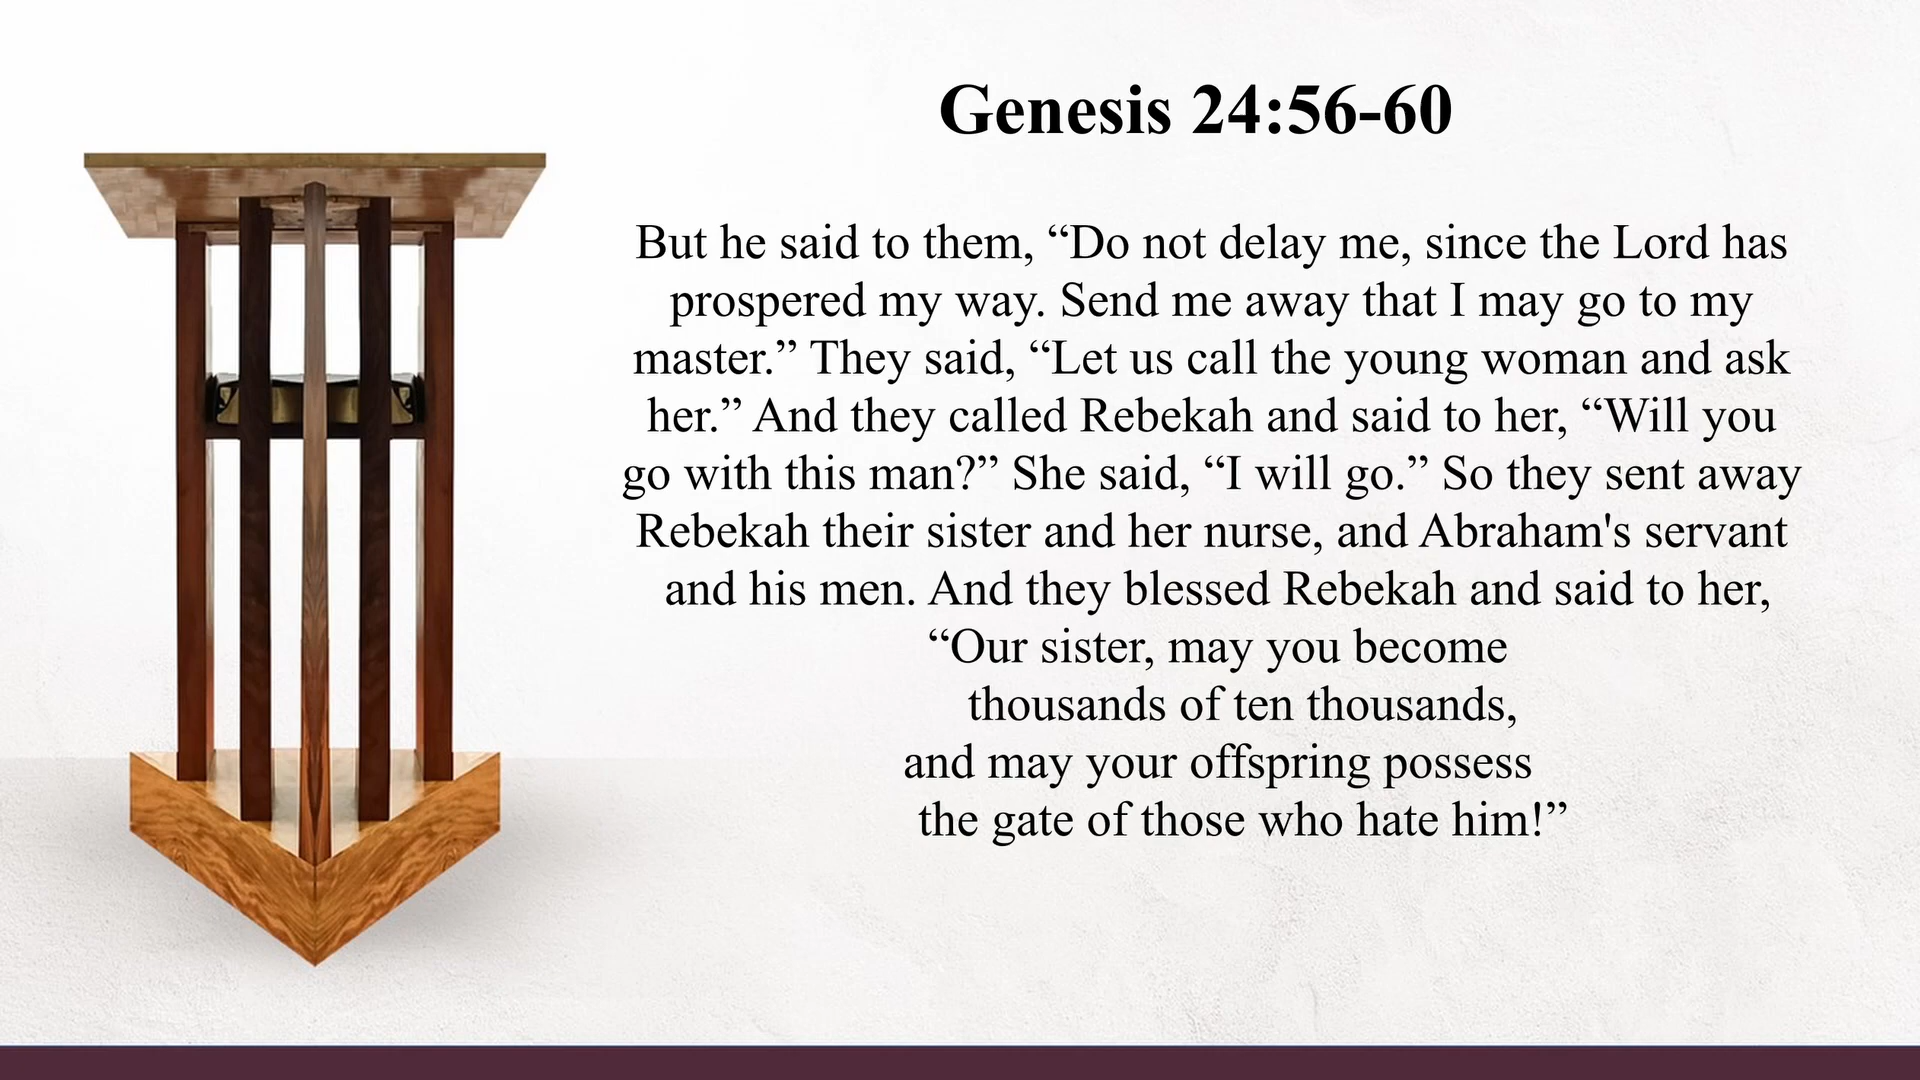 Genesis 24:56-60
But he said to them, “Do not delay me, since the Lord has
prospered my way. Send me away that I may go to my
master.” They said, “Let us call the young woman and ask
her.” And they called Rebekah and said to her, “Will you
go with this man?” She said, “I will go.” So they sent away
Rebekah their sister and her nurse, and Abraham's servant
and his men. And they blessed Rebekah and said to her,
“Our sister, may you become
thousands of ten thousands,
and may your offspring possess
the gate of those who hate him!”